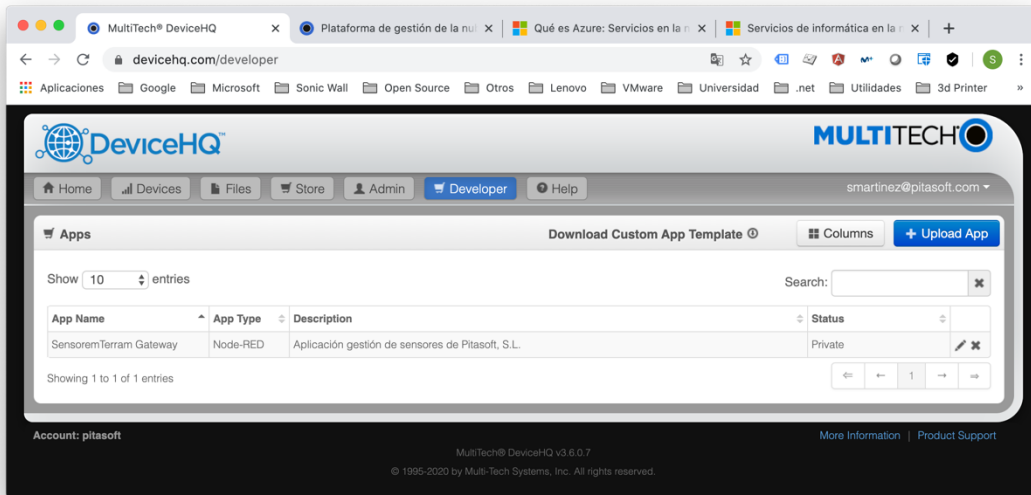 MultiTech® DeviceHQ
Plataforma de gestión de la nu
Qué es Azure: Servicios en la n
Servicios de informática en la n
devicehq.com/developer
S
Aplicaciones Google Microsoft Sonic Wall Open Source Otros Lenovo VMware Universidad .net Utilidades 3d Printer »
DeviceHQ™
MULTITECH®
Home Devices Files Store Admin Developer Help
smartinez@pitasoft.com
Apps
Download Custom App Template
Columns
+ Upload App
Show 10 entries
Search:
App Name App Type Description Status
SensoremTerram Gateway Node-RED Aplicación gestión de sensores de Pitasoft, S.L. Private
Showing 1 to 1 of 1 entries
⇐ ← 1 → ⇒
Account: pitasoft
More Information | Product Support
MultiTech® DeviceHQ v3.6.0.7
© 1995-2020 by Multi-Tech Systems, Inc. All rights reserved.